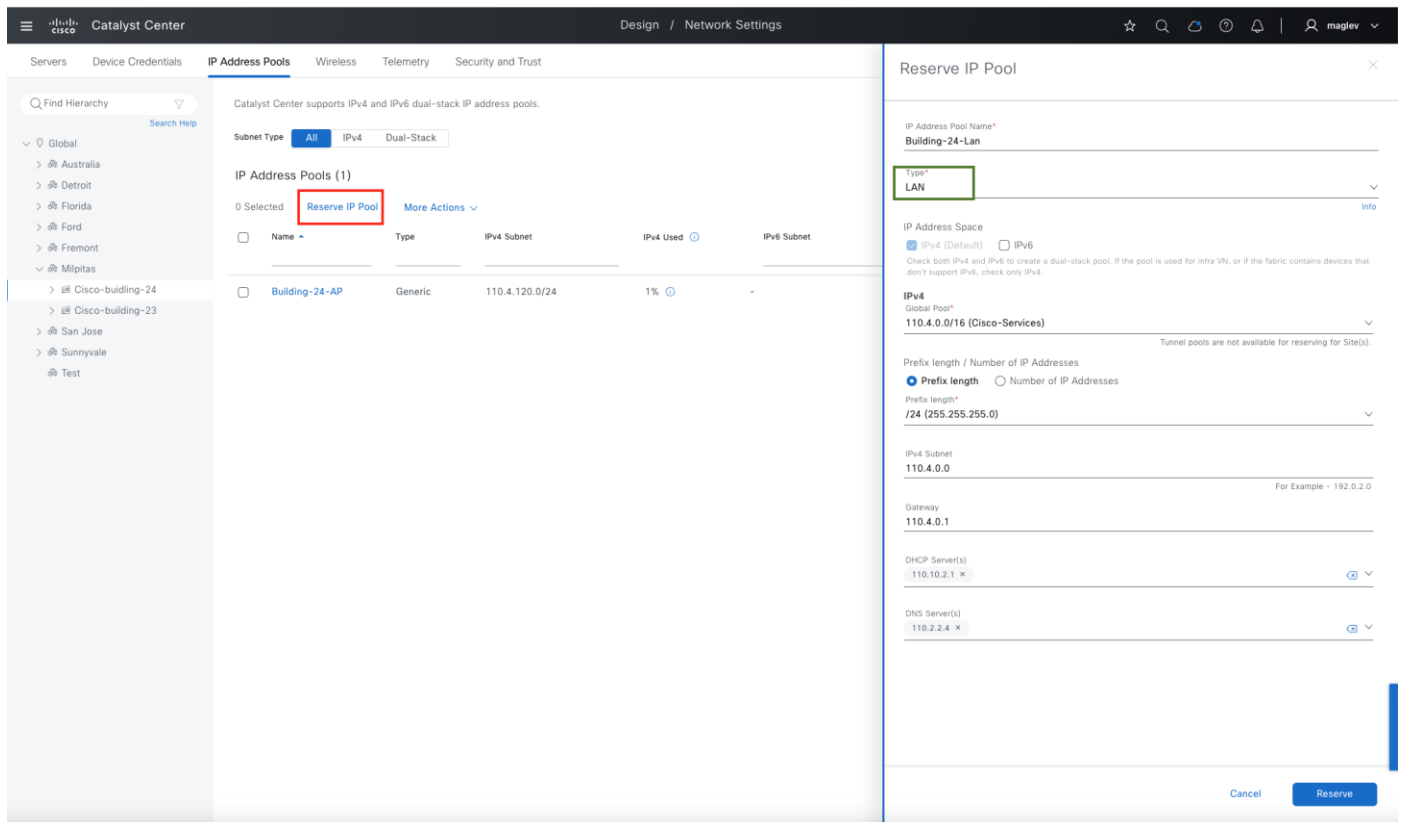 cisco Catalyst Center
Design / Network Settings
maglev
Servers Device Credentials IP Address Pools Wireless Telemetry Security and Trust
Find Hierarchy
Search Help
Global
Australia
Detroit
Florida
Ford
Fremont
Milpitas
Cisco-buidling-24
Cisco-building-23
San Jose
Sunnyvale
Test
Catalyst Center supports IPv4 and IPv6 dual-stack IP address pools.
Subnet Type All IPv4 Dual-Stack
IP Address Pools (1)
0 Selected Reserve IP Pool More Actions
Name Type IPv4 Subnet IPv4 Used IPv6 Subnet
Building-24-AP Generic 110.4.120.0/24 1% -
Reserve IP Pool
IP Address Pool Name*
Building-24-Lan
Type*
LAN
Info
IP Address Space
IPv4 (Default) IPv6
Check both IPv4 and IPv6 to create a dual-stack pool. If the pool is used for infra VN, or if the fabric contains devices that
don't support IPv6, check only IPv4.
IPv4
Global Pool*
110.4.0.0/16 (Cisco-Services)
Tunnel pools are not available for reserving for Site(s).
Prefix length / Number of IP Addresses
Prefix length Number of IP Addresses
Prefix length*
/24 (255.255.255.0)
IPv4 Subnet
110.4.0.0
For Example - 192.0.2.0
Gateway
110.4.0.1
DHCP Server(s)
110.10.2.1 ×
DNS Server(s)
110.2.2.4 ×
Cancel Reserve